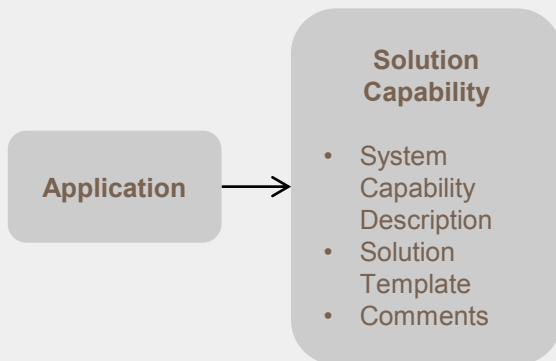 Application
Solution
Capability
• System
Capability
Description
• Solution
Template
• Comments